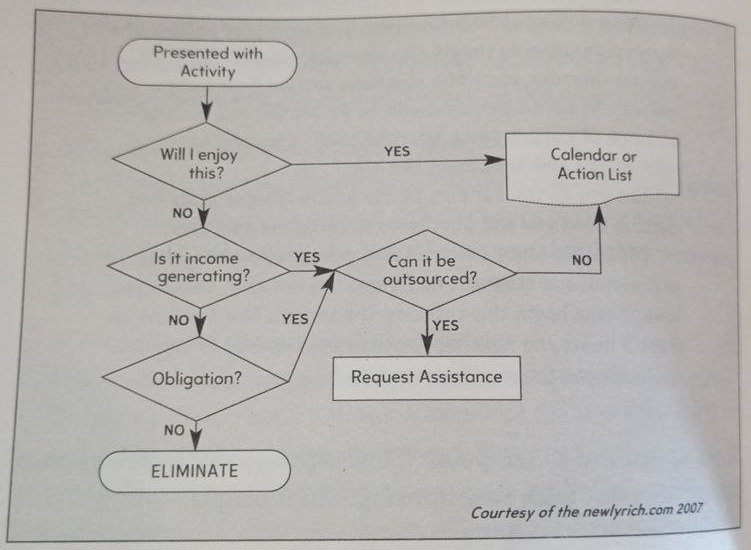 Presented with
Activity
Will I enjoy
this?
YES
Calendar or
Action List
NO
Is it income
generating?
YES
Can it be
outsourced?
NO
NO
YES
YES
Obligation?
Request Assistance
NO
ELIMINATE
Courtesy of the newlyrich.com 2007